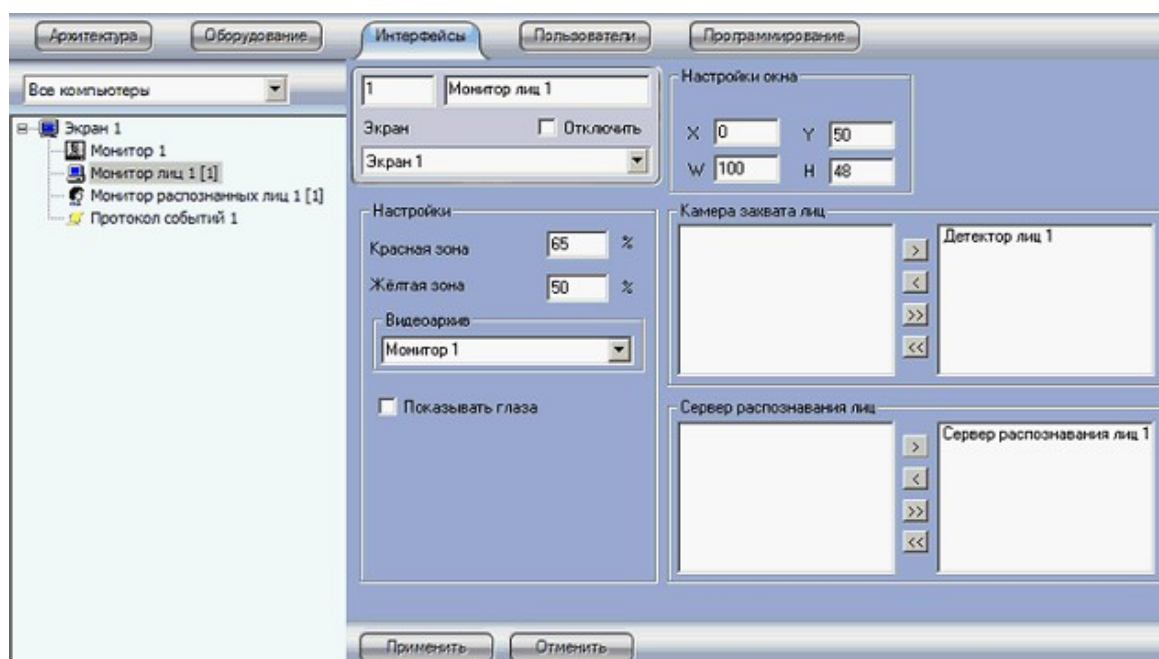 Архитектура Оборудование Интерфейсы Пользователи Программирование
Все компьютеры
Экран 1
Монитор 1
Монитор лиц 1 [1]
Монитор распознанных лиц 1 [1]
Протокол событий 1
1 Монитор лиц 1
Экран Отключить
Экран 1
Настройки окна
X 0 Y 50
W 100 H 48
Настройки
Красная зона 65 %
Жёлтая зона 50 %
Видеоархив
Монитор 1
Показывать глаза
Камера захвата лиц
Детектор лиц 1
>
<
>>
<<
Сервер распознавания лиц
Сервер распознавания лиц 1
>
<
>>
<<
Применить Отменить